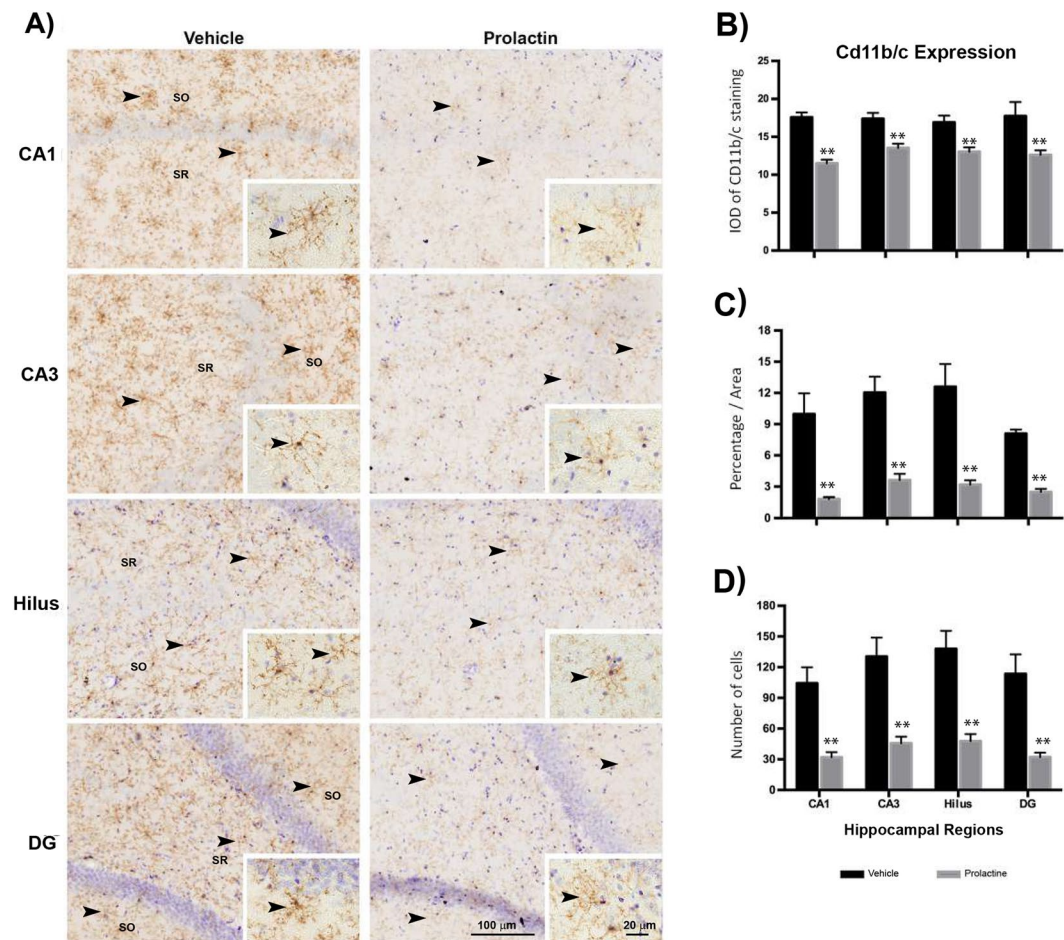 A)
Vehicle
Prolactin
CA1
SO
SR
CA3
SR
SO
Hilus
SR
SO
DG
SO
SR
SO
100 µm
20 µm
B)
Cd11b/c Expression
IOD of CD11b/c staining
25
20
15
10
5
0
**
**
**
**
C)
Percentage / Area
18
15
12
9
6
3
0
**
**
**
**
D)
Number of cells
180
150
120
90
60
30
0
**
**
**
**
CA1 CA3 Hilus DG
Hippocampal Regions
Vehicle Prolactine